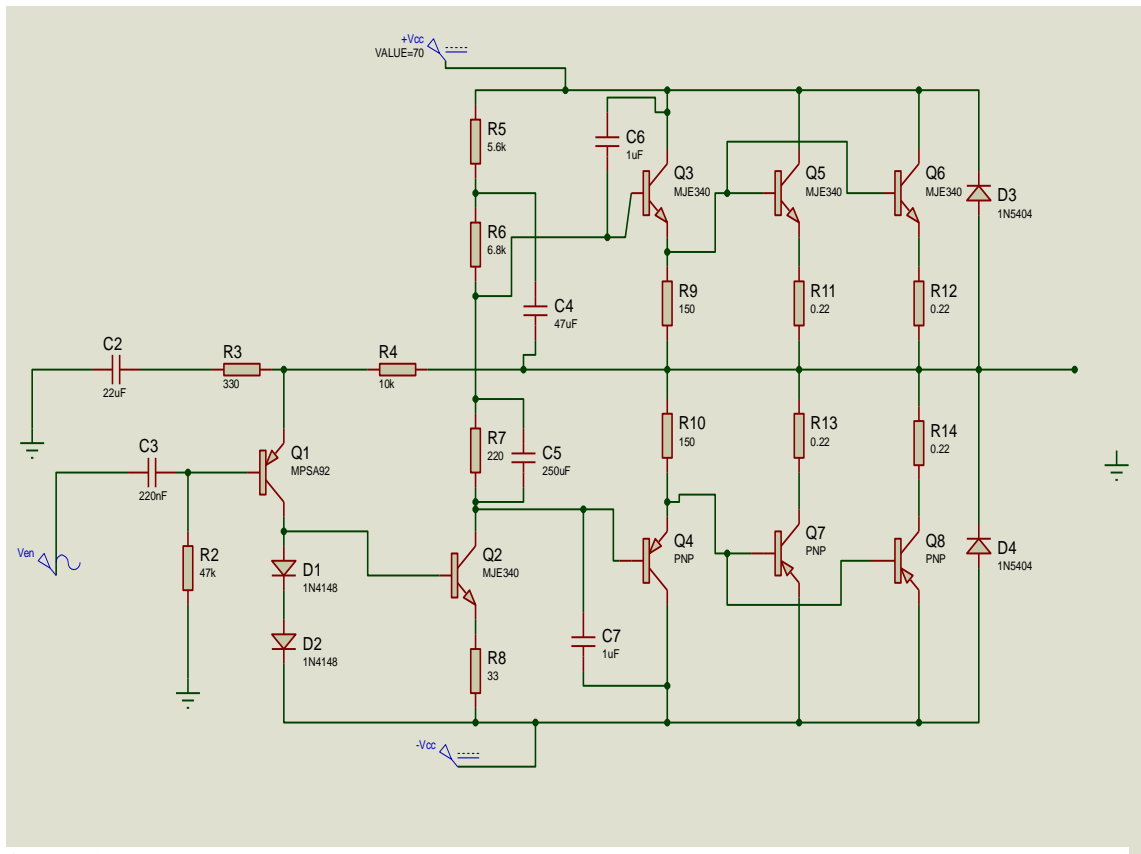 +Vcc
VALUE=70
R5
5.6k
C6
1uF
Q3
MJE340
Q5
MJE340
Q6
MJE340
D3
1N5404
R6
6.8k
C4
47uF
R9
150
R11
0.22
R12
0.22
C2
22uF
R3
330
R4
10k
C3
220nF
Q1
MPSA92
R7
220
C5
250uF
R10
150
R13
0.22
R14
0.22
Ven
R2
47k
D1
1N4148
Q2
MJE340
Q4
PNP
Q7
PNP
Q8
PNP
D4
1N5404
D2
1N4148
R8
33
C7
1uF
-Vcc